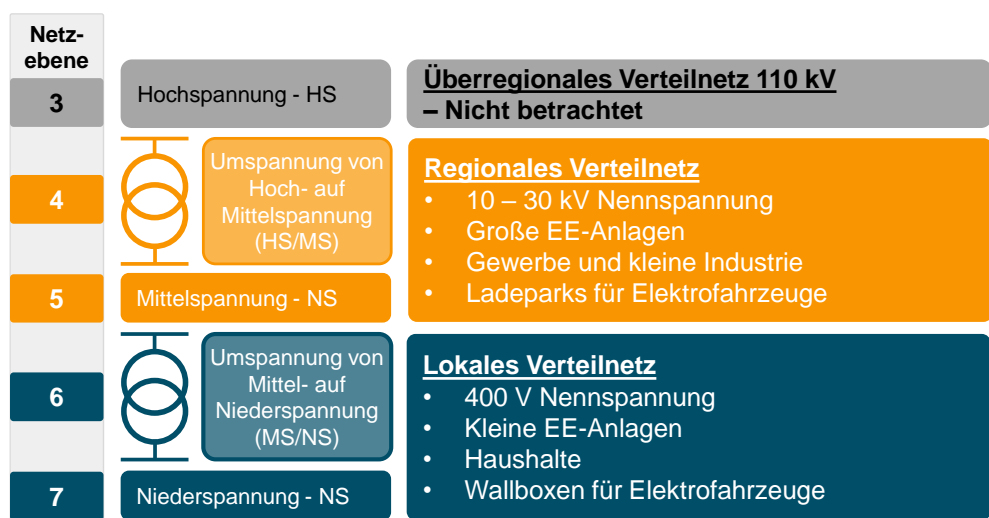 Netz-
ebene
3
Hochspannung - HS
Überregionales Verteilnetz 110 kV
– Nicht betrachtet
4
Umspannung von
Hoch- auf
Mittelspannung
(HS/MS)
Regionales Verteilnetz
• 10 – 30 kV Nennspannung
• Große EE-Anlagen
• Gewerbe und kleine Industrie
• Ladeparks für Elektrofahrzeuge
5
Mittelspannung - NS
6
Umspannung von
Mittel- auf
Niederspannung
(MS/NS)
Lokales Verteilnetz
• 400 V Nennspannung
• Kleine EE-Anlagen
• Haushalte
• Wallboxen für Elektrofahrzeuge
7
Niederspannung - NS